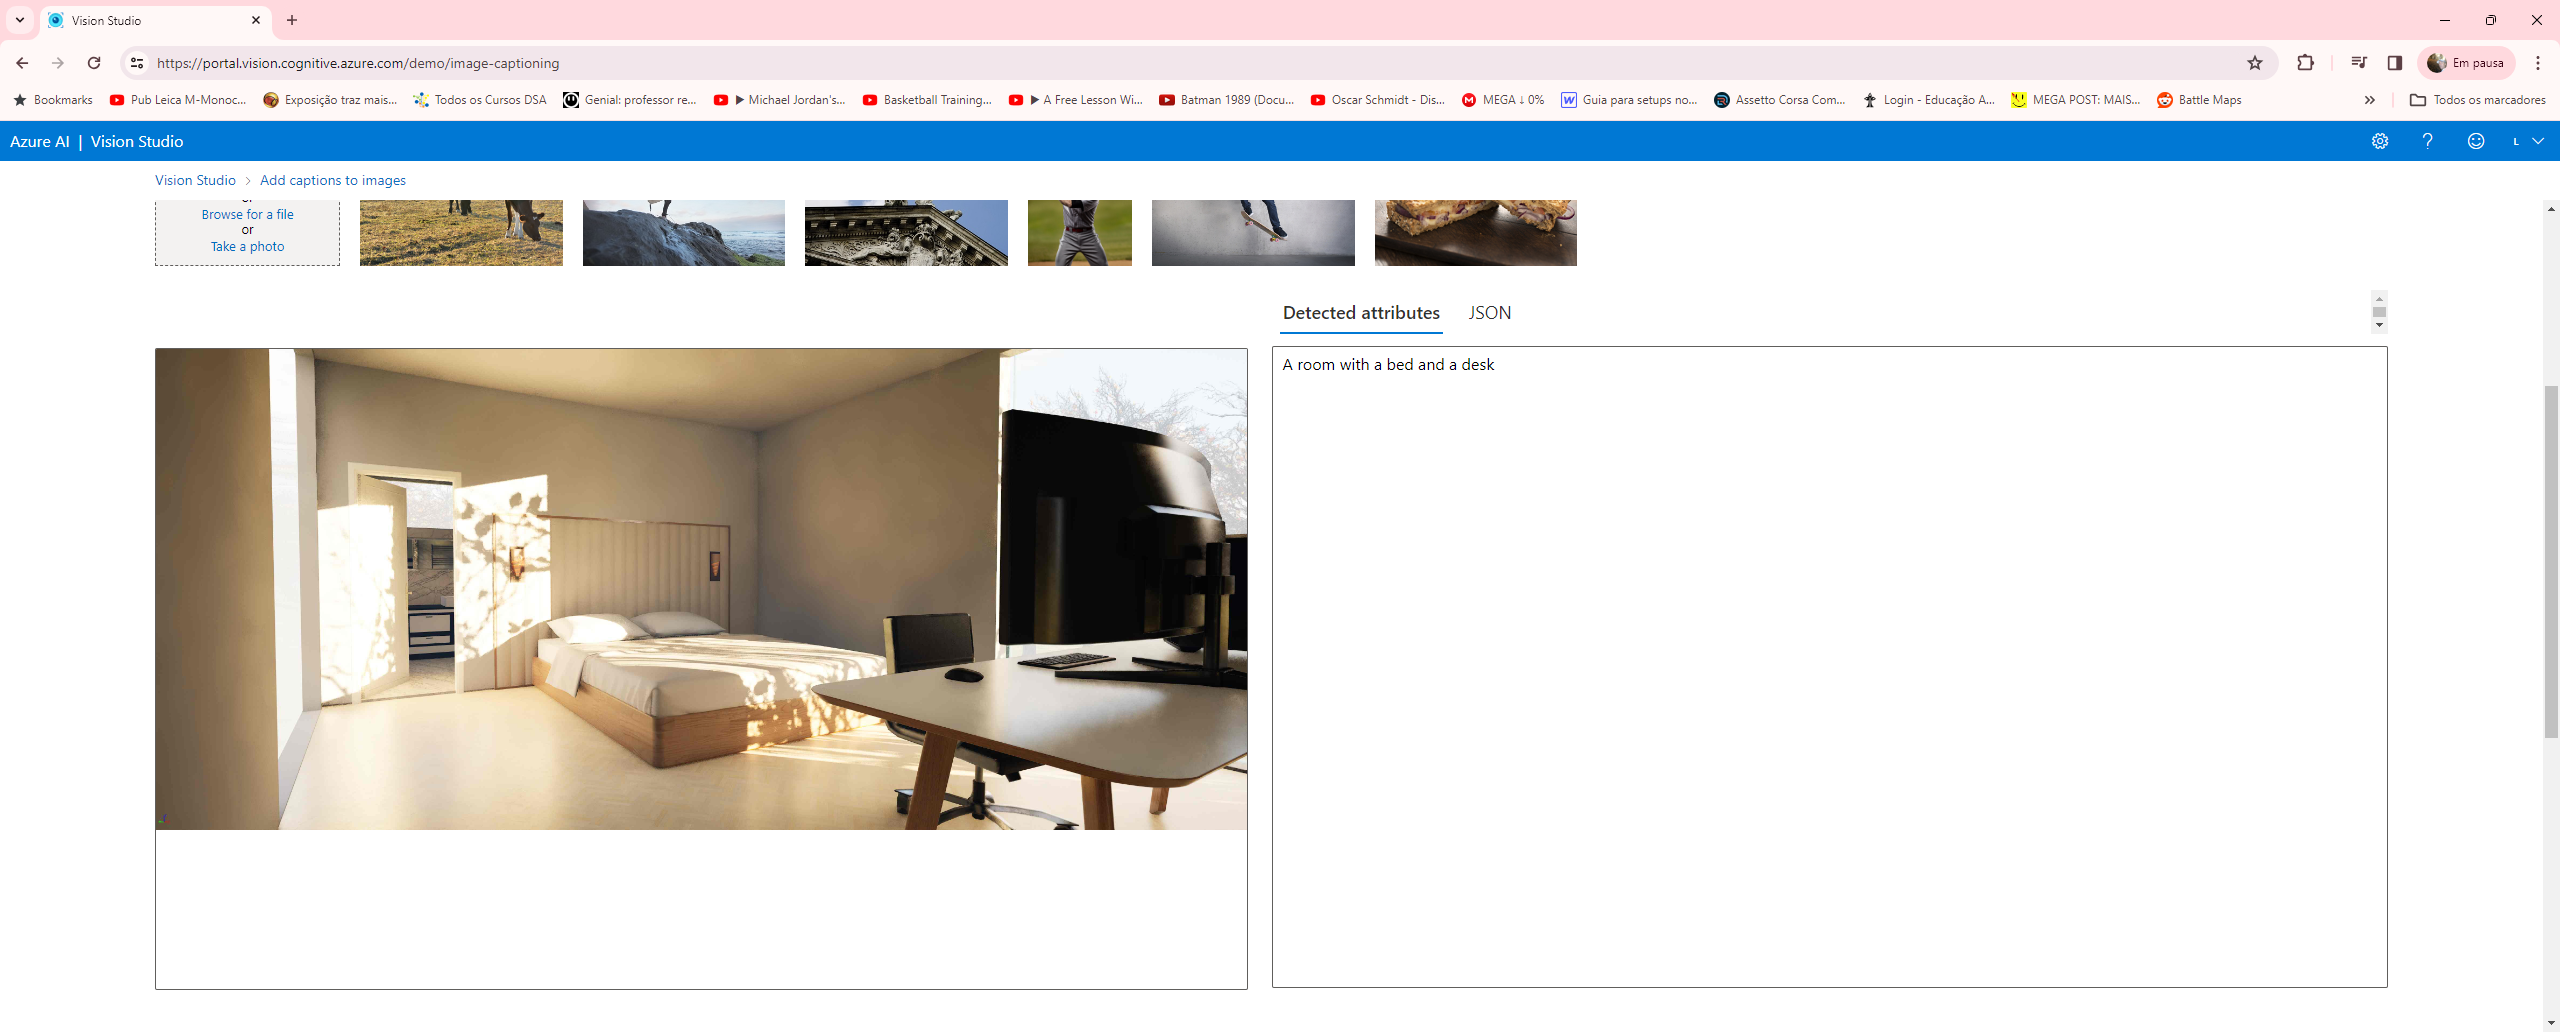 Vision Studio
https://portal.vision.cognitive.azure.com/demo/image-captioning
Em pausa
Bookmarks
Pub Leica M-Monoc...
Exposição traz mais...
Todos os Cursos DSA
Genial: professor re...
▶ Michael Jordan's...
Basketball Training...
▶ A Free Lesson Wi...
Batman 1989 (Docu...
Oscar Schmidt - Dis...
MEGA ↓ 0%
Guia para setups no...
Assetto Corsa Com...
Login - Educação A...
MEGA POST: MAIS...
Battle Maps
Todos os marcadores
Azure AI | Vision Studio
L
Vision Studio > Add captions to images
Browse for a file
or
Take a photo
Detected attributes
JSON
A room with a bed and a desk